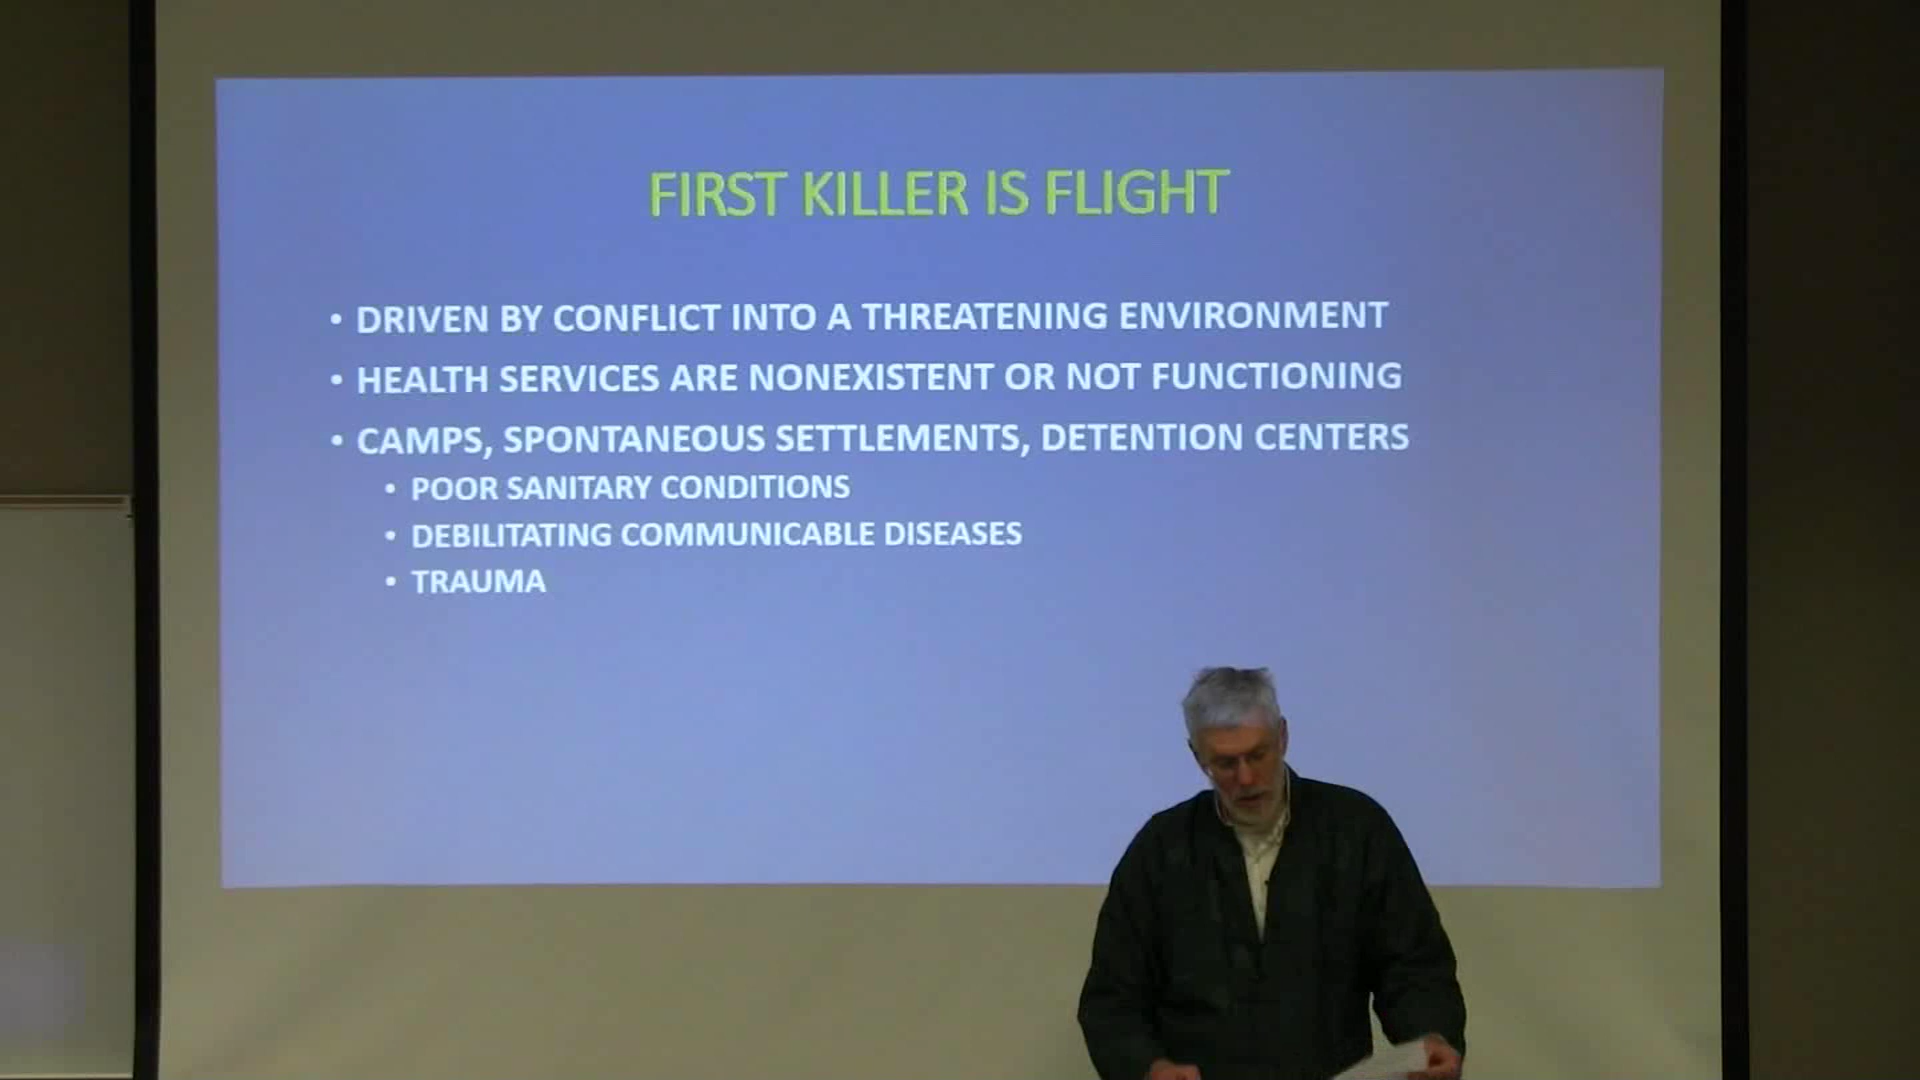 FIRST KILLER IS FLIGHT
• DRIVEN BY CONFLICT INTO A THREATENING ENVIRONMENT
• HEALTH SERVICES ARE NONEXISTENT OR NOT FUNCTIONING
• CAMPS, SPONTANEOUS SETTLEMENTS, DETENTION CENTERS
• POOR SANITARY CONDITIONS
• DEBILITATING COMMUNICABLE DISEASES
• TRAUMA